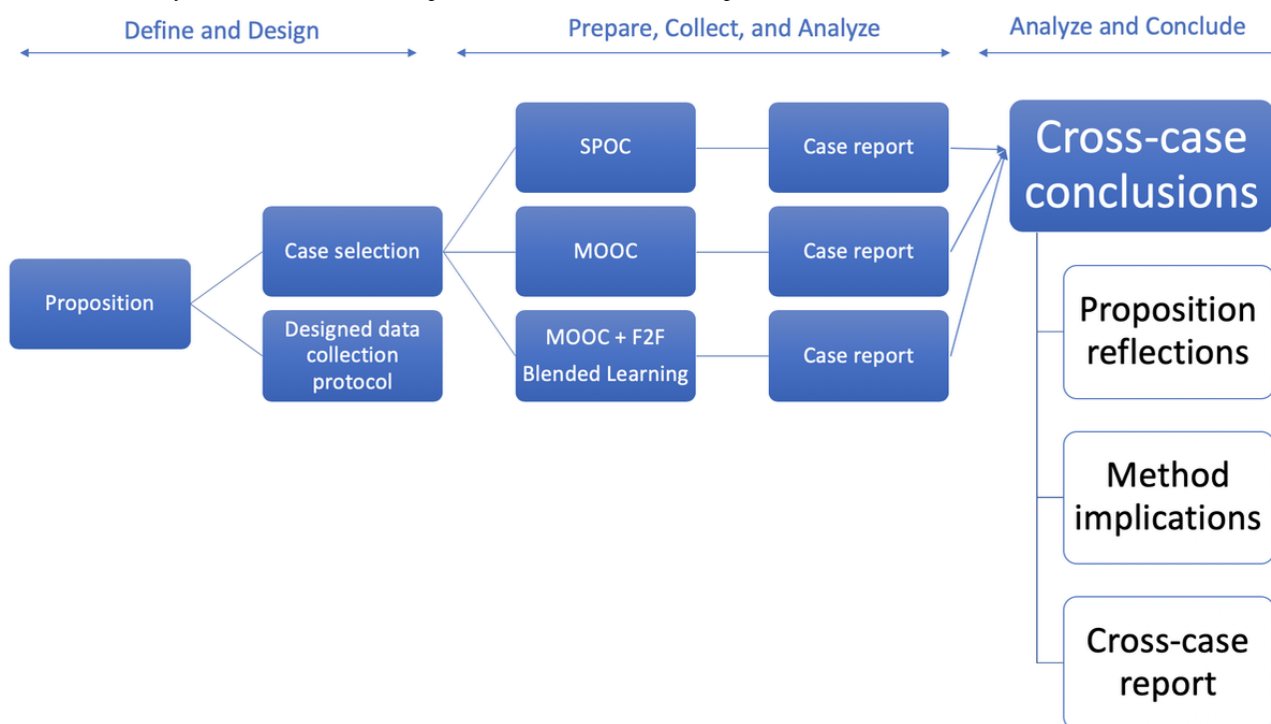 Define and Design
Prepare, Collect, and Analyze
Analyze and Conclude
Proposition
Case selection
Designed data
collection
protocol
SPOC
MOOC
MOOC + F2F
Blended Learning
Case report
Case report
Case report
Cross-case
conclusions
Proposition
reflections
Method
implications
Cross-case
report